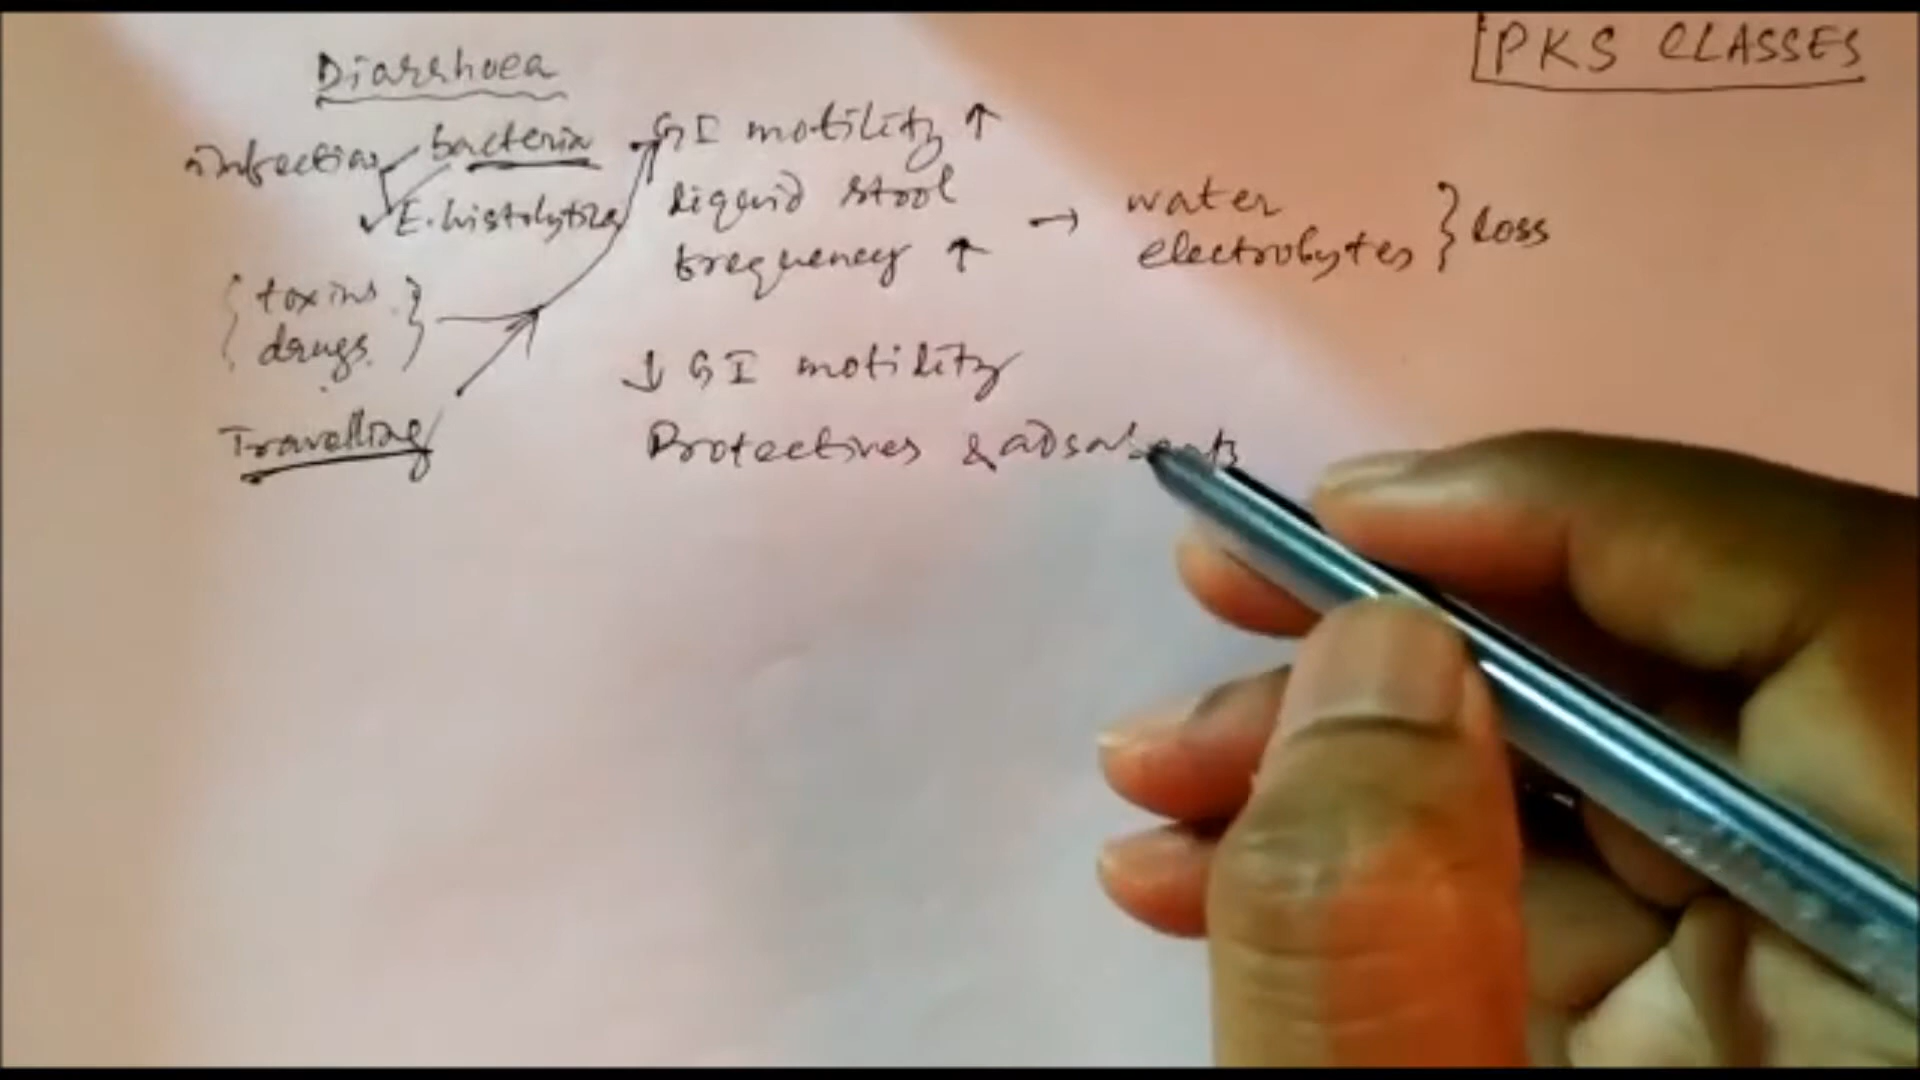 PKS CLASSES
Diarrhoea
infection bacteria
E. histolytica
toxins
drugs
Travelling
GI motility ↑
liquid stool
frequency ↑
→ water
electrolytes } loss
↓ GI motility
Protectives &